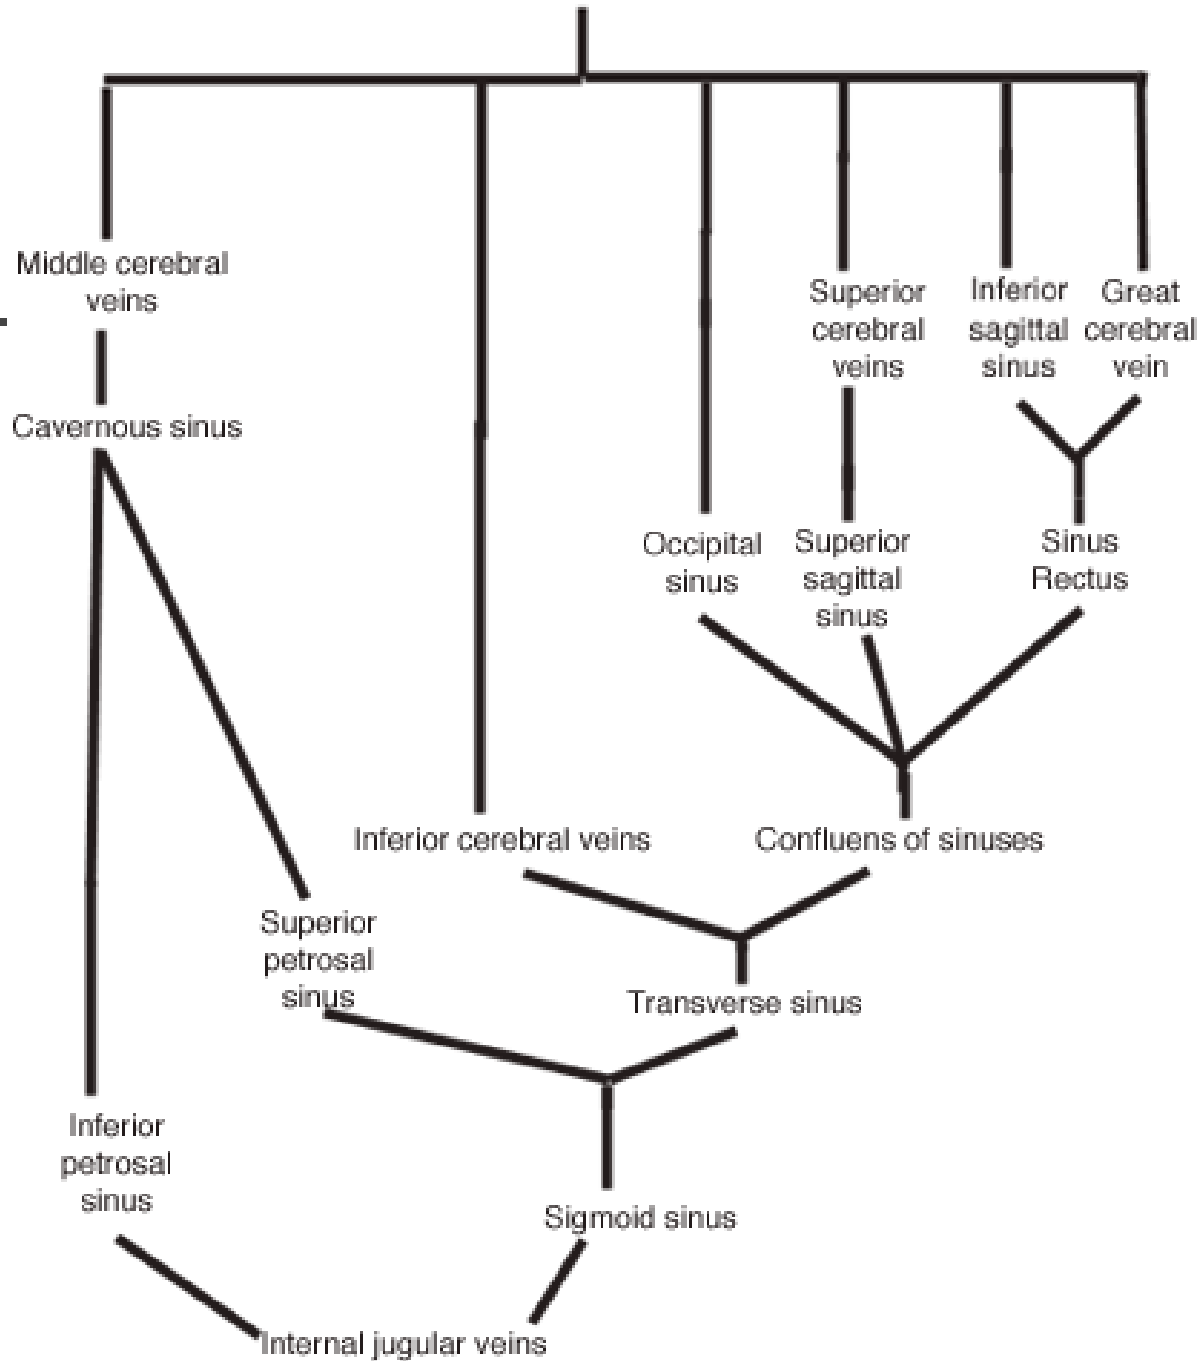 Middle cerebral
veins
Cavernous sinus
Superior
cerebral
veins
Inferior
sagittal
sinus
Great
cerebral
vein
Occipital
sinus
Superior
sagittal
sinus
Sinus
Rectus
Inferior cerebral veins
Confluens of sinuses
Superior
petrosal
sinus
Transverse sinus
Inferior
petrosal
sinus
Sigmoid sinus
Internal jugular veins